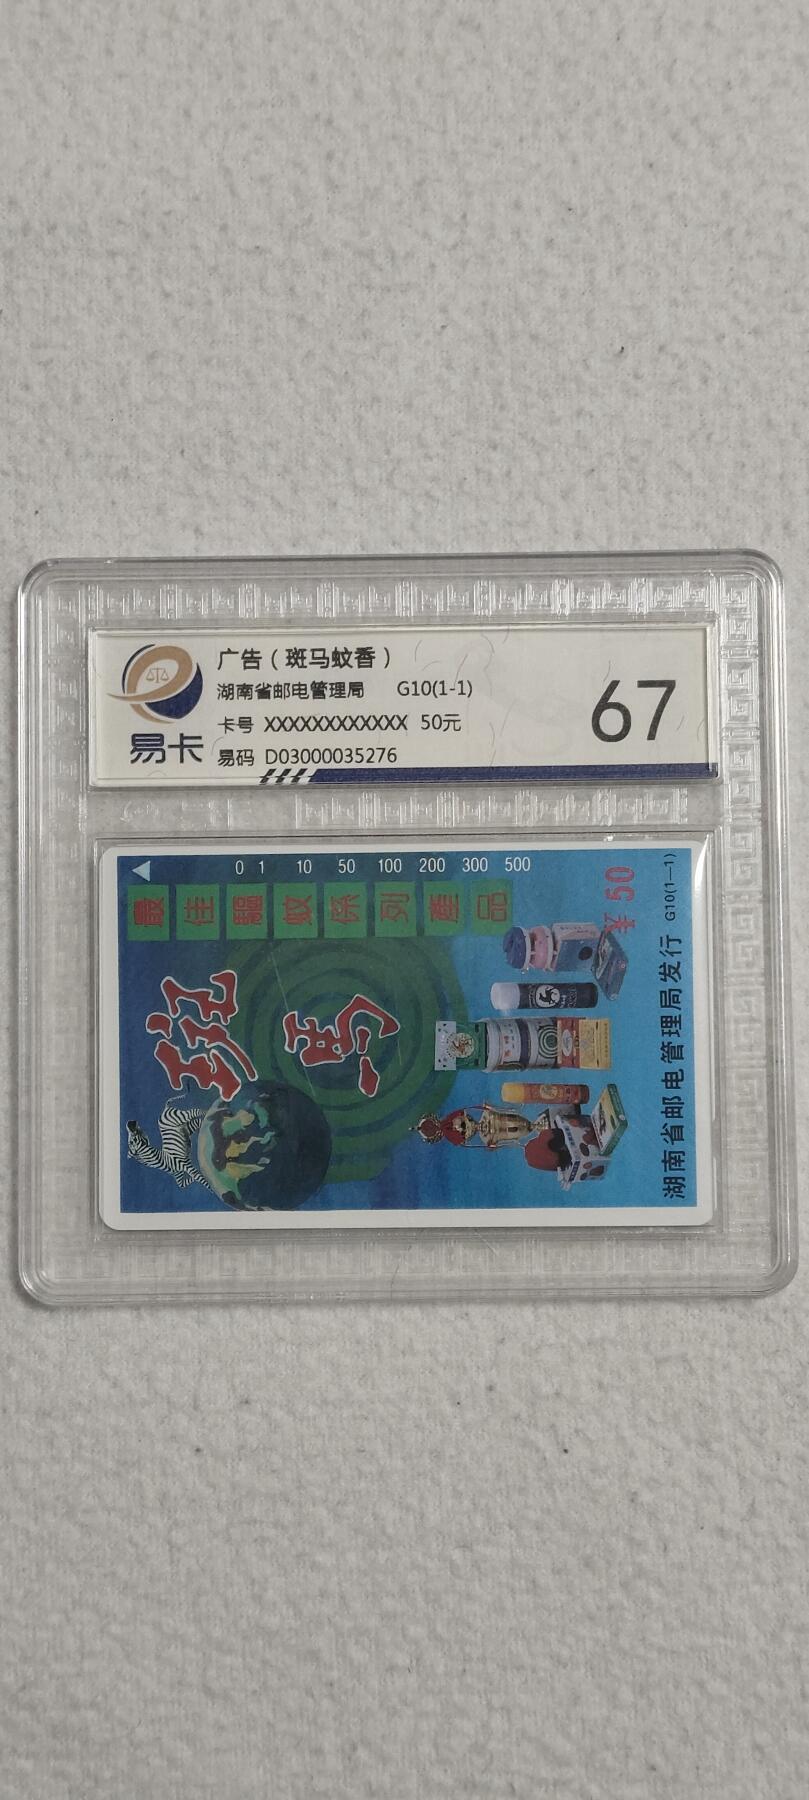 广告（斑马蚊香）
湖南省邮电管理局 G10(1-1)
卡号 XXXXXXXXXXXX 50元
易码 D03000035276
易卡
67
0 1 10 50 100 200 300 500
最佳驅蚊係列產品
斑马
¥50
湖南省邮电管理局发行 G10(1—1)